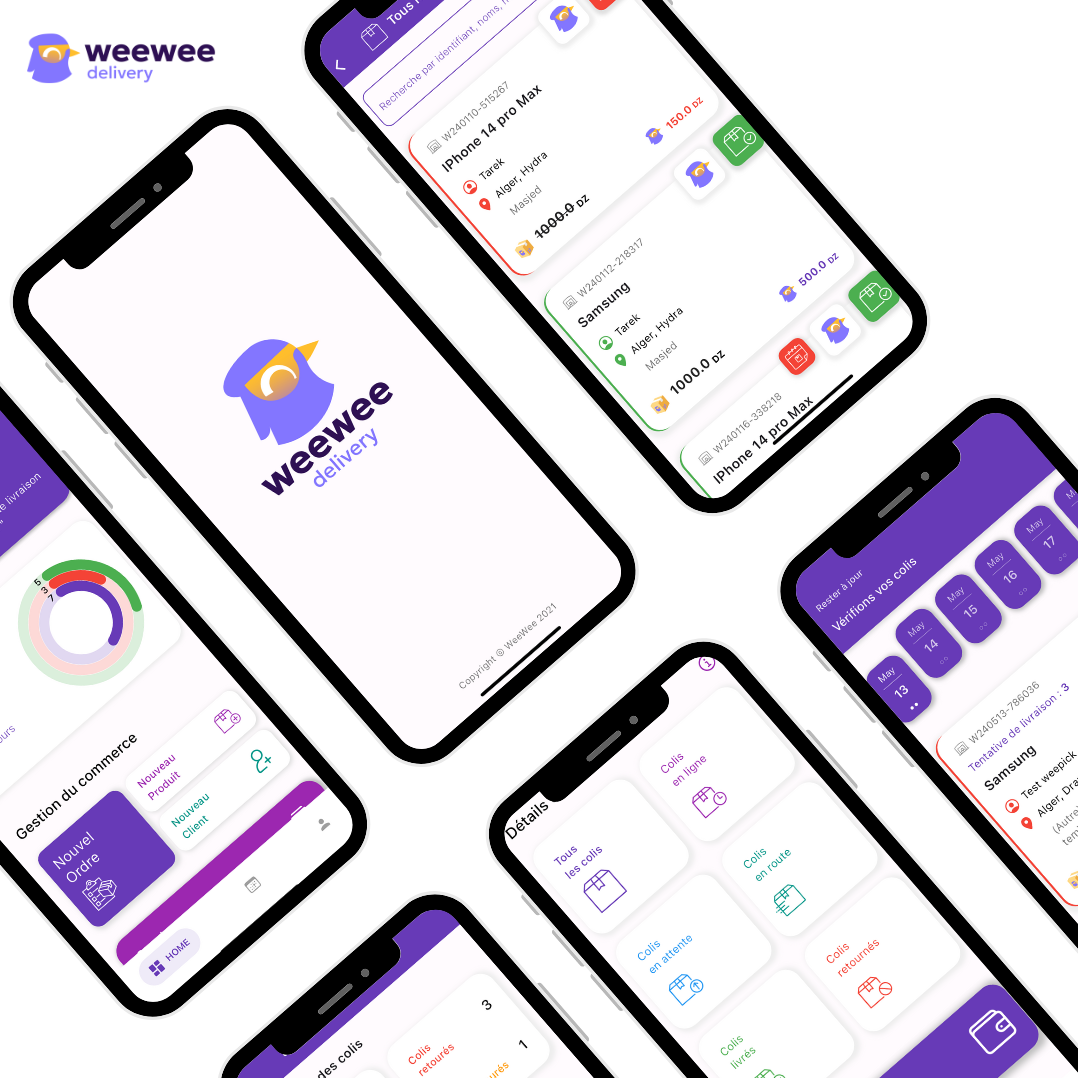 weewee
delivery
Tous
Recherche par identifiant, noms,
W240110-515267
IPhone 14 pro Max
Tarek
Alger, Hydra
Masjed
150.0 DZ
1000.0 DZ
W240112-218317
Samsung
Tarek
Alger, Hydra
Masjed
500.0 DZ
1000.0 DZ
W240116-338218
IPhone 14 pro Max
weewee
delivery
Copyright © WeeWee 2021
livraison
5
3
7
Gestion du commerce
Nouvel
Ordre
Nouveau
Produit
Nouveau
Client
HOME
Rester à jour
Vérifions vos colis
May
13
May
14
May
15
May
16
May
17
W240513-786036
Tentative de livraison : 3
Samsung
Test weepick
Alger, Dra
(Autre)
Détails
Tous
les colis
Colis
en ligne
Colis
en attente
Colis
en route
Colis
livrés
Colis
retournés
des colis
Colis
retourés
3
1